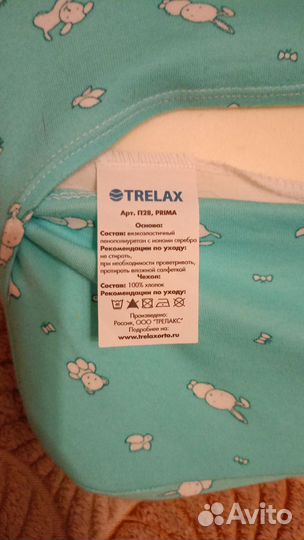 TRELAX
Арт. П28, PRIMA
Основа:
Состав: вязкоэластичный
пенополиуретан с ионами серебра
Рекомендации по уходу:
не стирать,
при необходимости проветривать,
протирать влажной салфеткой
Чехол:
Состав: 100% хлопок
Рекомендации по уходу:
Произведено:
Россия, ООО "ТРЕЛАКС"
Подробнее на:
www.trelaxorto.ru
Avito